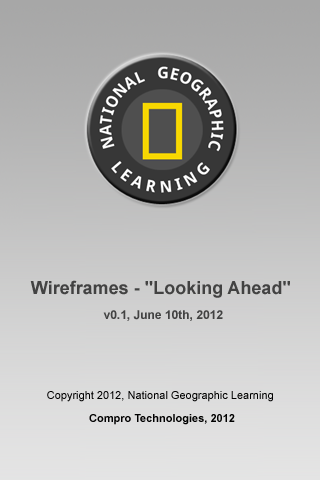 NATIONAL GEOGRAPHIC
LEARNING
Wireframes - "Looking Ahead"
v0.1, June 10th, 2012
Copyright 2012, National Geographic Learning
Compro Technologies, 2012